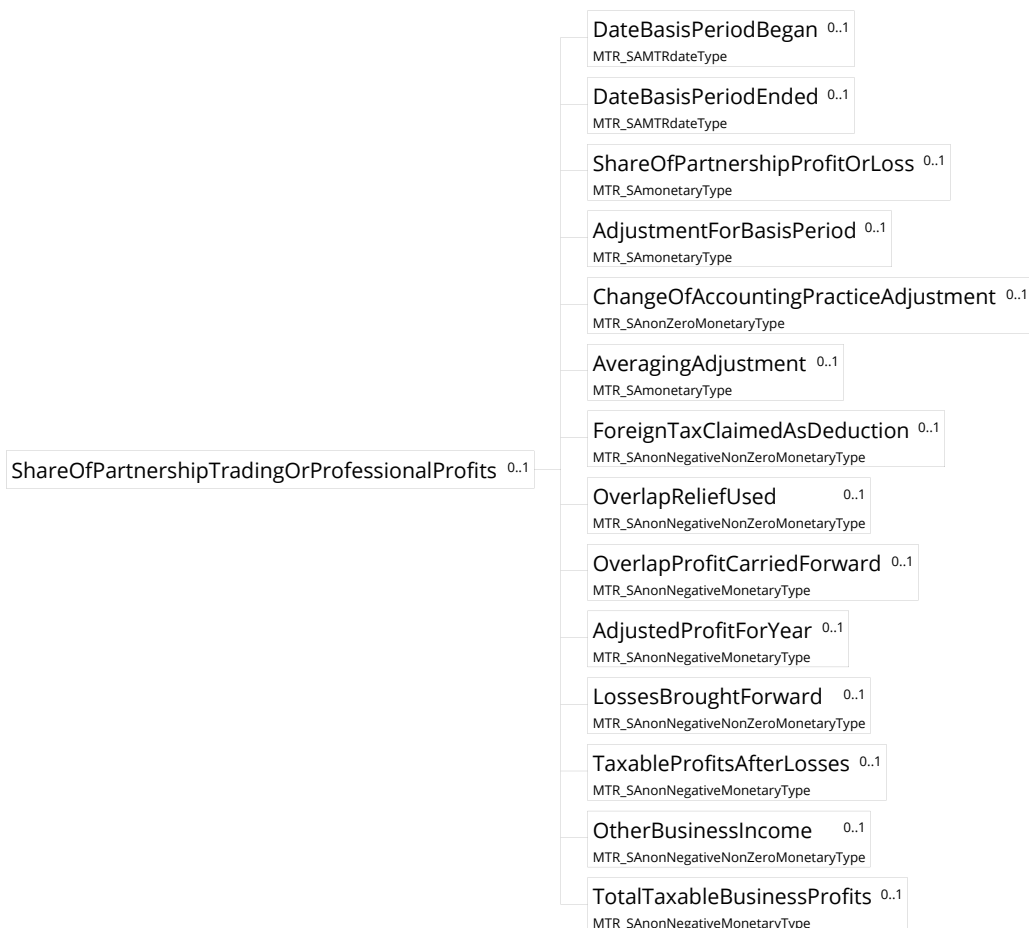 DateBasisPeriodBegan 0..1
MTR_SAMTRdateType
DateBasisPeriodEnded 0..1
MTR_SAMTRdateType
ShareOfPartnershipProfitOrLoss 0..1
MTR_SAmonetaryType
AdjustmentForBasisPeriod 0..1
MTR_SAmonetaryType
ChangeOfAccountingPracticeAdjustment 0..1
MTR_SAnonZeroMonetaryType
AveragingAdjustment 0..1
MTR_SAmonetaryType
ForeignTaxClaimedAsDeduction 0..1
MTR_SAnonNegativeNonZeroMonetaryType
ShareOfPartnershipTradingOrProfessionalProfits 0..1
OverlapReliefUsed 0..1
MTR_SAnonNegativeNonZeroMonetaryType
OverlapProfitCarriedForward 0..1
MTR_SAnonNegativeMonetaryType
AdjustedProfitForYear 0..1
MTR_SAnonNegativeMonetaryType
LossesBroughtForward 0..1
MTR_SAnonNegativeNonZeroMonetaryType
TaxableProfitsAfterLosses 0..1
MTR_SAnonNegativeMonetaryType
OtherBusinessIncome 0..1
MTR_SAnonNegativeNonZeroMonetaryType
TotalTaxableBusinessProfits 0..1
MTR_SAnonNegativeMonetaryType